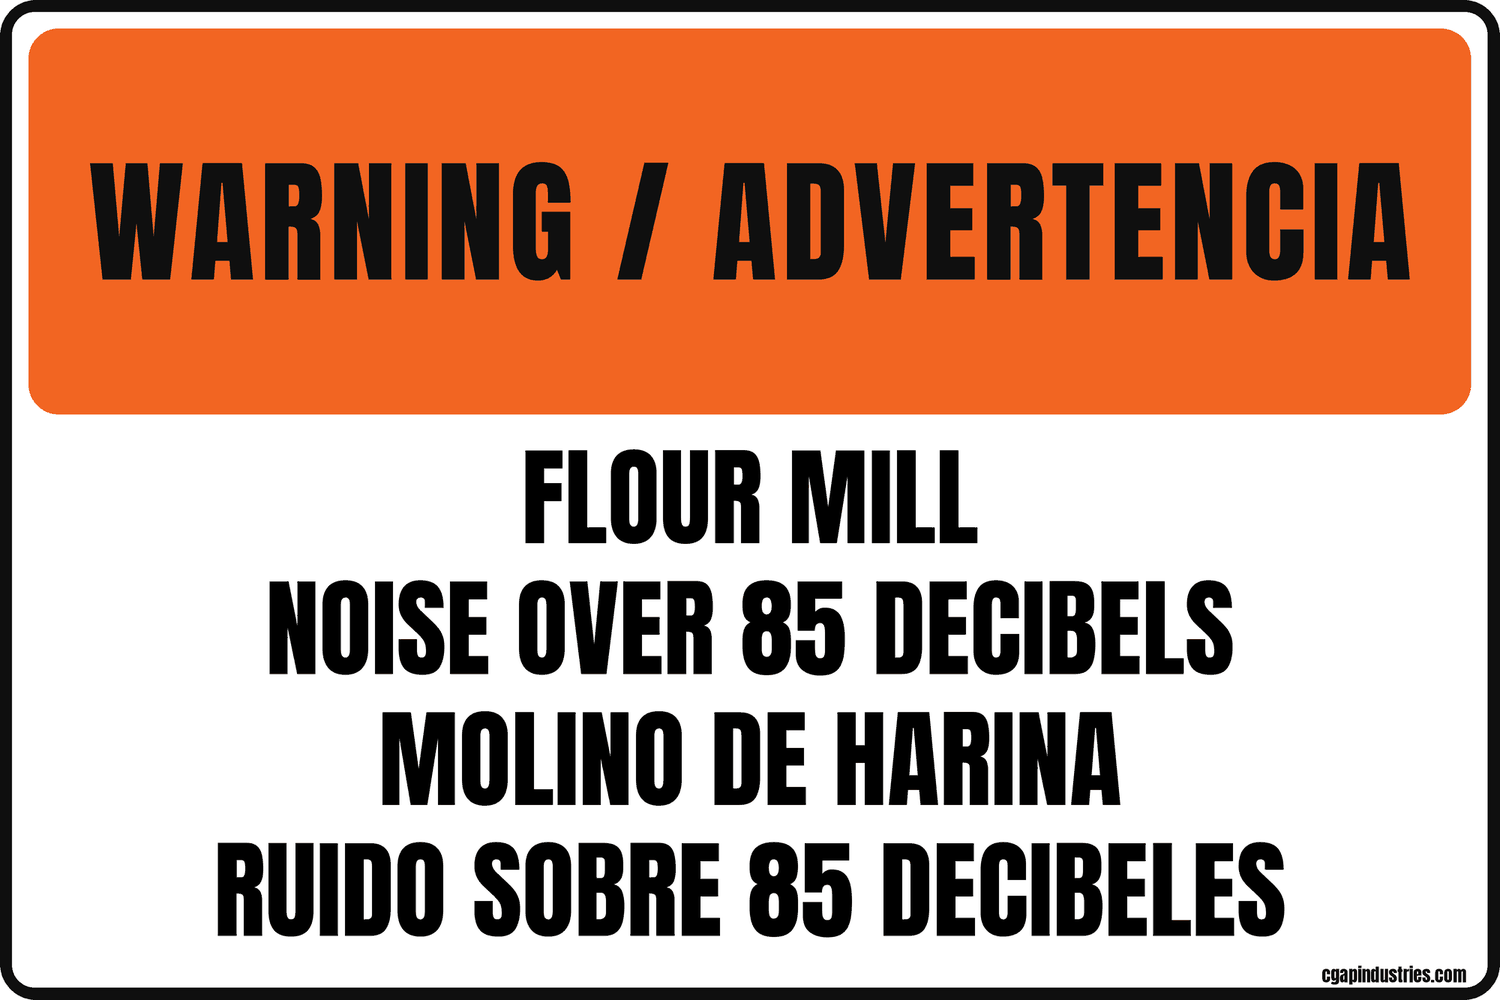 WARNING / ADVERTENCIA
FLOUR MILL
NOISE OVER 85 DECIBELS
MOLINO DE HARINA
RUIDO SOBRE 85 DECIBELES
cgapindustries.com